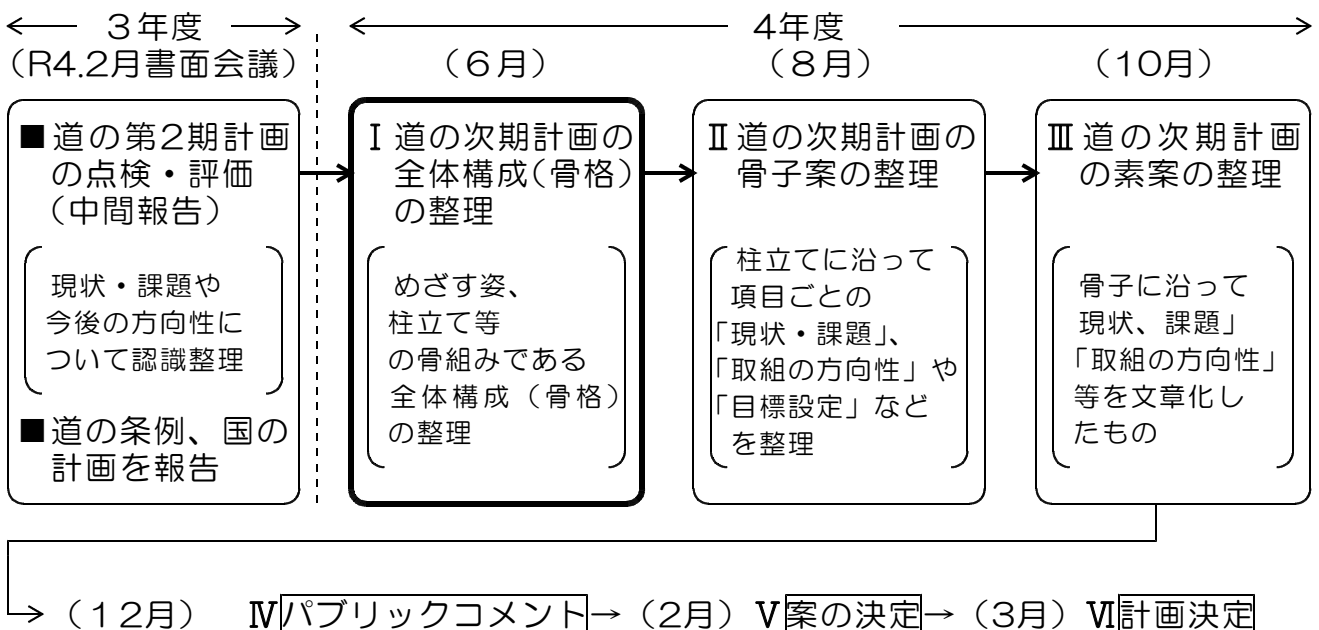 ３年度
4年度
（R4.2月書面会議）
（６月）
（８月）
（10月）
■道の第2期計画
の点検・評価
（中間報告）
現状・課題や
今後の方向性に
ついて認識整理
■道の条例、国の
計画を報告
Ⅰ 道の次期計画の
全体構成（骨格）
の整理
めざす姿、
柱立て等
の骨組みである
全体構成（骨格）
の整理
Ⅱ 道の次期計画の
骨子案の整理
柱立てに沿って
項目ごとの
「現状・課題」、
「取組の方向性」や
「目標設定」など
を整理
Ⅲ 道の次期計画
の素案の整理
骨子に沿って
現状、課題」
「取組の方向性」
等を文章化し
たもの
→（１２月） Ⅳパブリックコメント→（2月）Ⅴ案の決定→（3月）Ⅵ計画決定